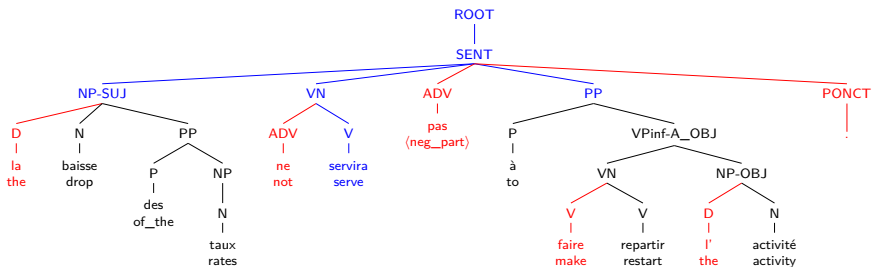 ROOT
SENT
NP-SUJ VN ADV PP PONCT
D N PP ADV V pas P VPinf-A_OBJ .
⟨neg_part⟩
la baisse ne servira à
the drop not serve to
P NP VN NP-OBJ
des
of_the
N V V D N
taux faire repartir l' activité
rates make restart the activity